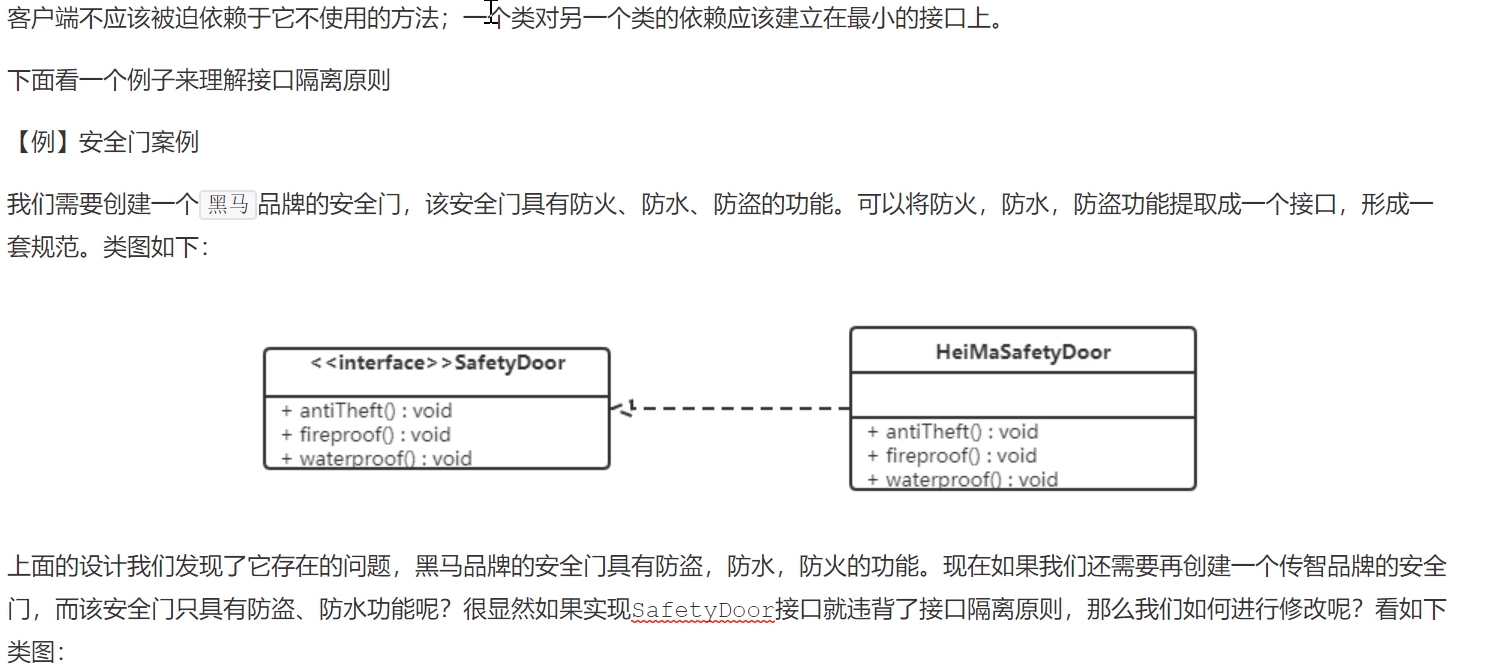 客户端不应该被迫依赖于它不使用的方法；一个类对另一个类的依赖应该建立在最小的接口上。
下面看一个例子来理解接口隔离原则
【例】安全门案例
我们需要创建一个黑马品牌的安全门，该安全门具有防火、防水、防盗的功能。可以将防火，防水，防盗功能提取成一个接口，形成一
套规范。类图如下：
<<interface>>SafetyDoor
+ antiTheft() : void
+ fireproof() : void
+ waterproof() : void
HeiMaSafetyDoor
+ antiTheft() : void
+ fireproof() : void
+ waterproof() : void
上面的设计我们发现了它存在的问题，黑马品牌的安全门具有防盗，防水，防火的功能。现在如果我们还需要再创建一个传智品牌的安全
门，而该安全门只具有防盗、防水功能呢？很显然如果实现SafetyDoor接口就违背了接口隔离原则，那么我们如何进行修改呢？看如下
类图：